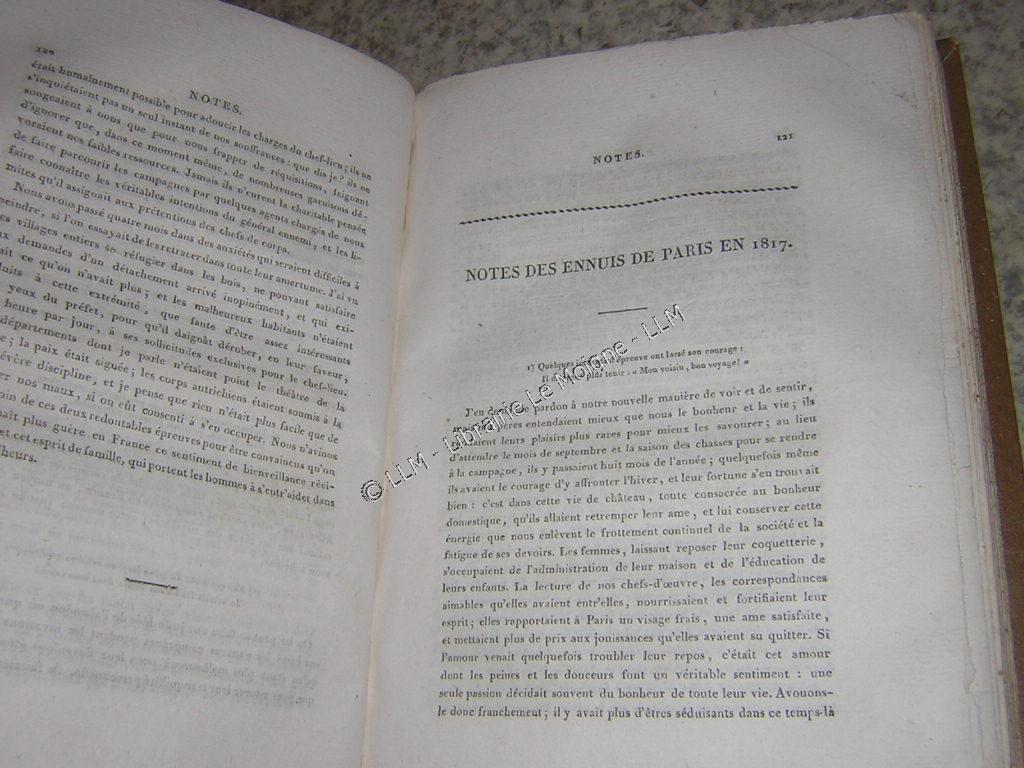 120
NOTES.
était humainement possible pour adoucir les charges du chef-lieu; ils ne
s'inquiétaient pas un seul instant de nos souffrances : que dis-je? ils ne
songeaient à nous que pour nous frapper de réquisitions, feignant
d'ignorer que, dans ce moment même, de nombreuses garnisons dé-
voraient nos faibles ressources. Jamais ils n'eurent la charitable pensée
de faire parcourir les campagnes par quelques agents chargés de nous
faire connaître les véritables intentions du général ennemi, et les li-
mites qu'il assignait aux prétentions des chefs de corps.
Nous avons passé quatre mois dans des anxiétés qui seraient difficiles à
peindre, si l'on essayait de les retracer dans toute leur amertume. J'ai vu
villages entiers se réfugier dans les bois, ne pouvant satisfaire
demandes d'un détachement arrivé inopinément, et qui exi-
ce qu'on n'avait plus; et les malheureux habitants n'étaient
à cette extrémité, que faute d'être assez intéressants
yeux du préfet, pour qu'il daignât dérober, en leur faveur,
heure par jour, à ses sollicitudes exclusives pour le chef-lieu.
départements dont je parle n'étaient point le théâtre de la
; la paix était signée; les corps autrichiens étaient soumis à la
sévère discipline, et je pense que rien n'était plus facile que de
nos maux, si on eût consenti à s'en occuper. Nous n'avions
de ces deux redoutables épreuves pour être convaincus qu'on
plus guère en France ce sentiment de bienveillance réci-
et cet esprit de famille, qui portent les hommes à s'entr'aider dans
121
NOTES.
NOTES DES ENNUIS DE PARIS EN 1817.
1) Quelques épreuve ont lassé son courage :
Il plus tenir : « Mon voisin, bon voyage! »
J'en pardon à notre nouvelle manière de voir et de sentir,
entendaient mieux que nous le bonheur et la vie; ils
leurs plaisirs plus rares pour mieux les savourer; au lieu
d'attendre le mois de septembre et la saison des chasses pour se rendre
à la campagne, ils y passaient huit mois de l'année; quelquefois même
ils avaient le courage d'y affronter l'hiver, et leur fortune s'en trouvait
bien : c'est dans cette vie de château, toute consacrée au bonheur
domestique, qu'ils allaient retremper leur ame, et lui conserver cette
énergie que nous enlèvent le frottement continuel de la société et la
fatigue de ses devoirs. Les femmes, laissant reposer leur coquetterie,
s'occupaient de l'administration de leur maison et de l'éducation de
leurs enfants. La lecture de nos chefs-d'œuvre, les correspondances
aimables qu'elles avaient entr'elles, nourrissaient et fortifiaient leur
esprit; elles rapportaient à Paris un visage frais, une ame satisfaite,
et mettaient plus de prix aux jouissances qu'elles avaient su quitter. Si
l'amour venait quelquefois troubler leur repos, c'était cet amour
dont les peines et les douceurs font un véritable sentiment : une
seule passion décidait souvent du bonheur de toute leur vie. Avouons-
le donc franchement; il y avait plus d'êtres séduisants dans ce temps-là
© LLM - Librairie Le Moigne - LLM